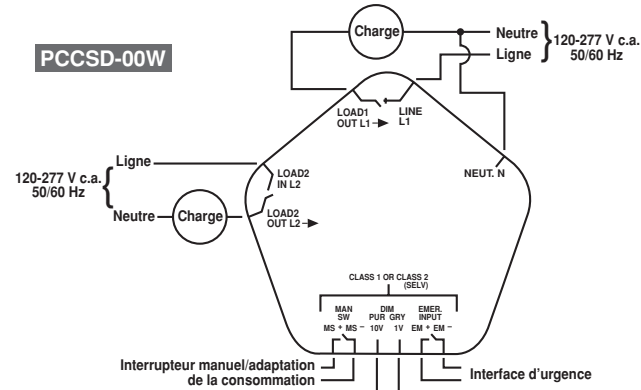 PCCSD-00W
Charge
Neutre
Ligne
120-277 V c.a.
50/60 Hz
LOAD1
OUT L1
LINE
L1
NEUT. N
Ligne
120-277 V c.a.
50/60 Hz
Neutre
Charge
LOAD2
IN L2
LOAD2
OUT L2
CLASS 1 OR CLASS 2
(SELV)
MAN
SW
MS + MS –
DIM
PUR GRY
10V 1V
EMER.
INPUT
EM + EM –
Interrupteur manuel/adaptation
de la consommation
Interface d'urgence